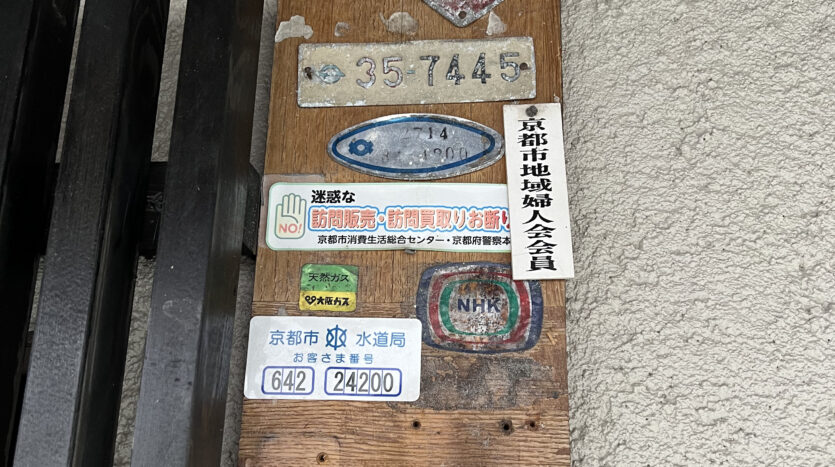 35-7445
2714
京都市地域婦人会会員
迷惑な
訪問販売・訪問買取りお断り
NO!
京都市消費生活総合センター・京都府警察本
天然ガス
大阪ガス
NHK
京都市 水道局
お客さま番号
642 24200